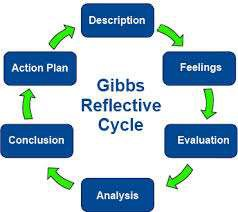 Description
Action Plan
Feelings
Gibbs
Reflective
Cycle
Conclusion
Evaluation
Analysis